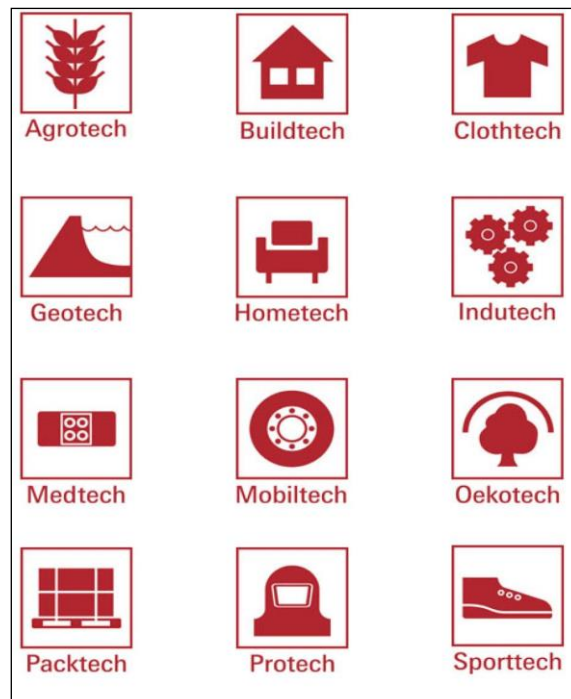 Agrotech
Buildtech
Clothtech
Geotech
Hometech
Indutech
Medtech
Mobiltech
Oekotech
Packtech
Protech
Sporttech